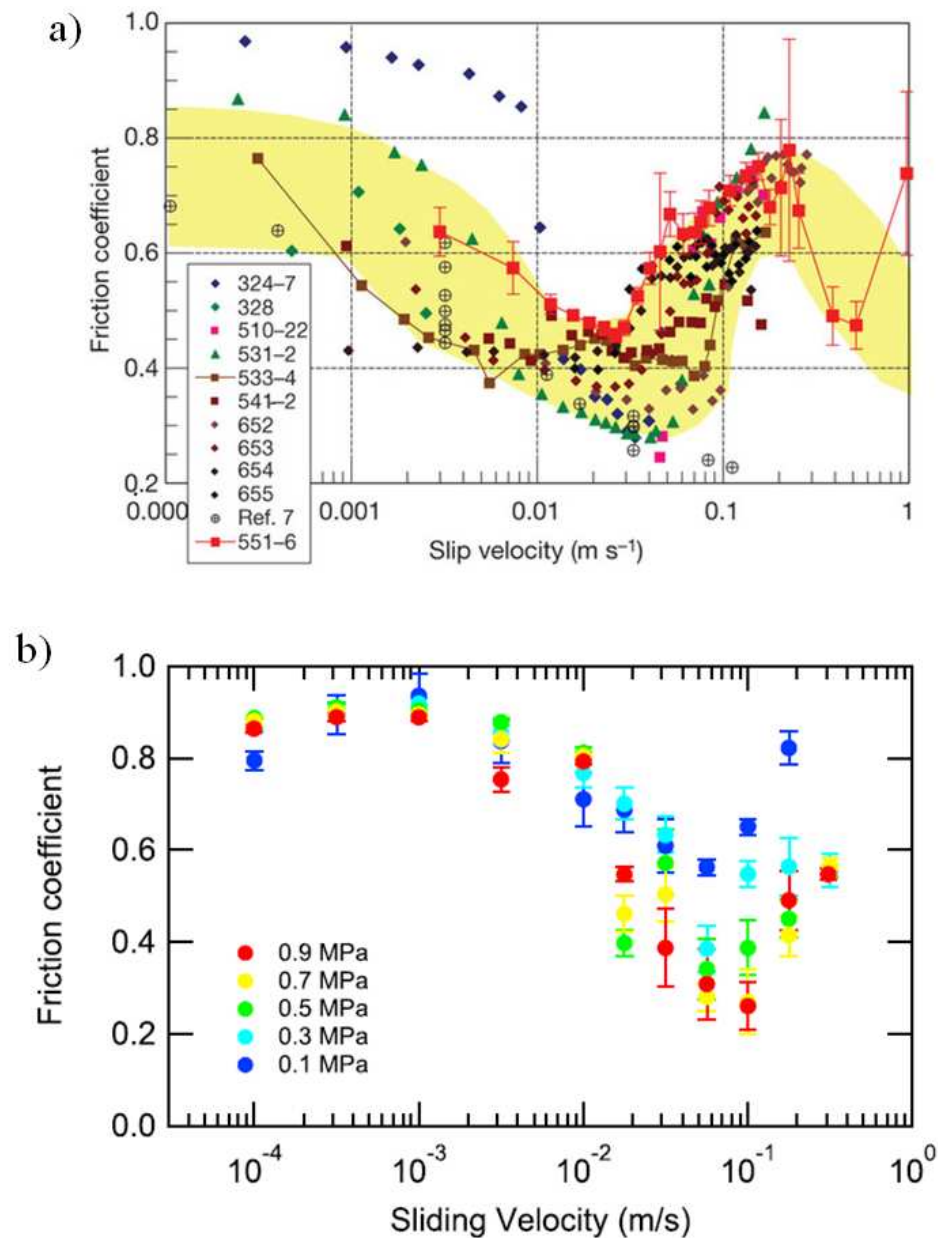 a)
1.0
0.8
0.6
0.4
0.2
Friction coefficient
324–7
328
510–22
531–2
533–4
541–2
652
653
654
655
Ref. 7
551–6
0.000
0.001
0.01
0.1
1
Slip velocity (m s⁻¹)
b)
1.0
0.8
0.6
0.4
0.2
0.0
Friction coefficient
0.9 MPa
0.7 MPa
0.5 MPa
0.3 MPa
0.1 MPa
10⁻⁴
10⁻³
10⁻²
10⁻¹
10⁰
Sliding Velocity (m/s)